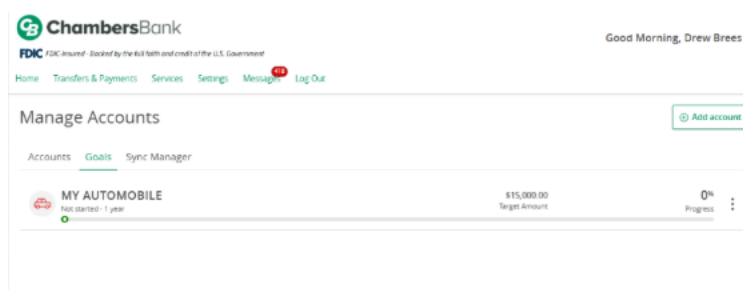 CB ChambersBank
FDIC FDIC-Insured - Backed by the full faith and credit of the U.S. Government
Good Morning, Drew Brees
Home Transfers & Payments Services Settings Messages 418 Log Out
Manage Accounts
Add account
Accounts Goals Sync Manager
MY AUTOMOBILE
Not started - 1 year
$15,000.00
Target Amount
0%
Progress